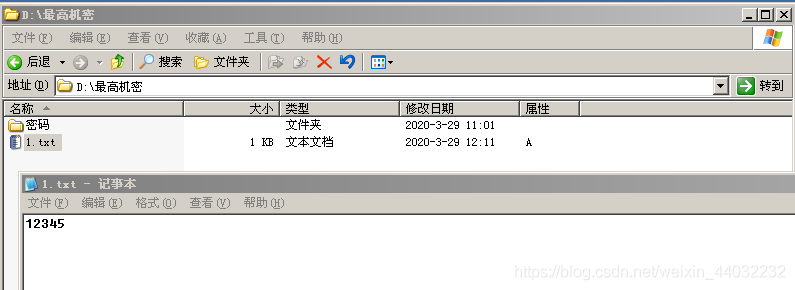 D:\最高机密
文件(F) 编辑(E) 查看(V) 收藏(A) 工具(T) 帮助(H)
后退 搜索 文件夹
地址(D) D:\最高机密 转到
名称 大小 类型 修改日期 属性
密码 文件夹 2020-3-29 11:01
1.txt 1 KB 文本文档 2020-3-29 12:11 A
1.txt - 记事本
文件(F) 编辑(E) 格式(O) 查看(V) 帮助(H)
12345
https://blog.csdn.net/weixin_44032232